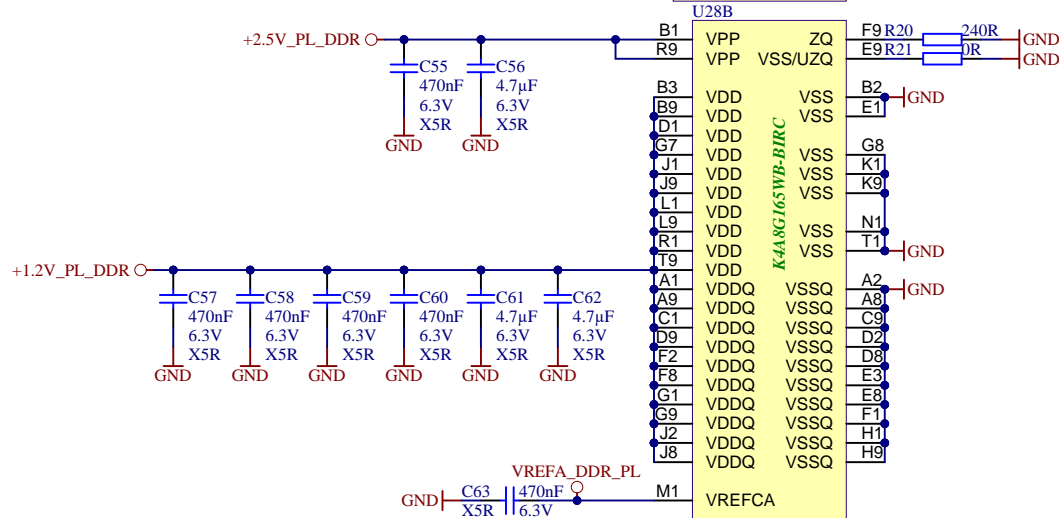 U28B
+2.5V_PL_DDR
B1 VPP ZQ F9 R20 240R GND
R9 VPP VSS/UZQ E9 R21 0R GND
C55 470nF 6.3V X5R GND
C56 4.7µF 6.3V X5R GND
B3 VDD VSS B2 GND
B9 VDD VSS E1
D1 VDD
G7 VDD VSS G8
J1 VDD VSS K1
J9 VDD VSS K9
L1 VDD
L9 VDD VSS N1
R1 VDD VSS T1 GND
+1.2V_PL_DDR
T9 VDD
K4A8G165WB-BIRC
A1 VDDQ VSSQ A2 GND
A9 VDDQ VSSQ A8
C1 VDDQ VSSQ C9
D9 VDDQ VSSQ D2
F2 VDDQ VSSQ D8
F8 VDDQ VSSQ E3
G1 VDDQ VSSQ E8
G9 VDDQ VSSQ F1
J2 VDDQ VSSQ H1
J8 VDDQ VSSQ H9
C57 470nF 6.3V X5R GND
C58 470nF 6.3V X5R GND
C59 470nF 6.3V X5R GND
C60 470nF 6.3V X5R GND
C61 4.7µF 6.3V X5R GND
C62 4.7µF 6.3V X5R GND
VREFA_DDR_PL
GND C63 470nF X5R 6.3V
M1 VREFCA